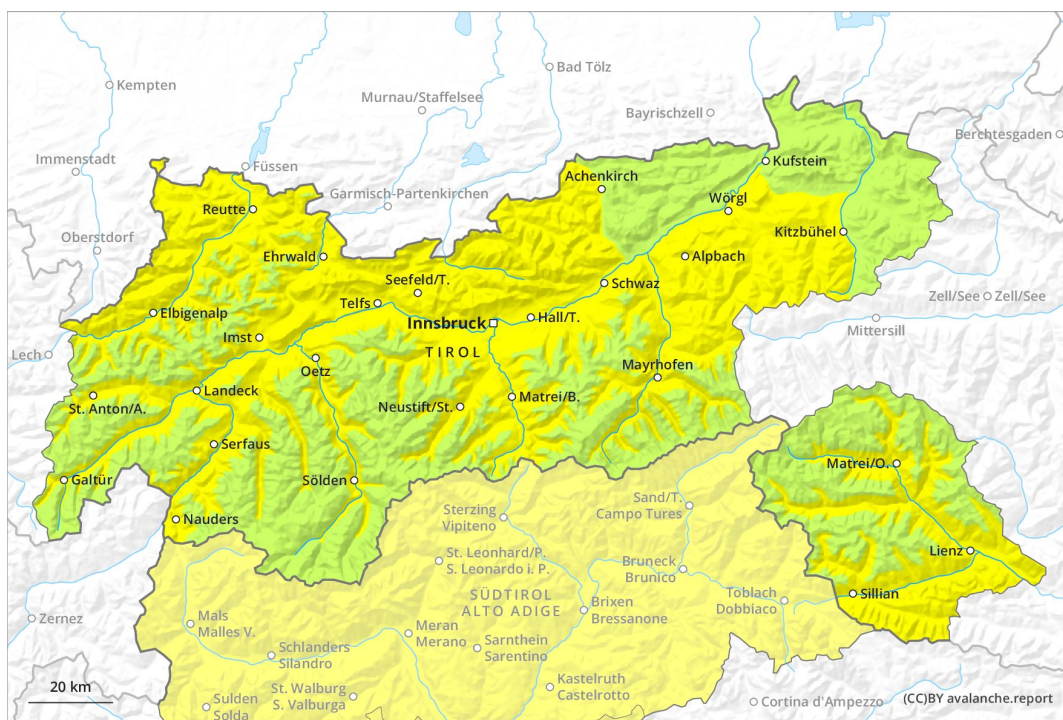 Bad Tölz
Kempten
Murnau/Staffelsee
Bayrischzell
Berchtesgaden
Immenstadt
Füssen
Kufstein
Garmisch-Partenkirchen
Achenkirch
Wörgl
Reutte
Oberstdorf
Kitzbühel
Ehrwald
Alpbach
Seefeld/T.
Schwaz
Zell/See
Zell/See
Telfs
Elbigenalp
Innsbruck
Hall/T.
Mittersill
Imst
Lech
TIROL
Oetz
Mayrhofen
Landeck
Matrei/B.
St. Anton/A.
Neustift/St.
Serfaus
Matrei/O.
Galtür
Sölden
Sand/T.
Campo Tures
Sterzing
Vipiteno
Nauders
Lienz
St. Leonhard/P.
S. Leonardo i. P.
Bruneck
Brunico
Sillian
Toblach
Dobbiaco
SÜDTIROL
ALTO ADIGE
Brixen
Bressanone
Zernez
Mals
Malles V.
Meran
Merano
Sarnthein
Sarentino
Schlanders
Silandro
20 km
St. Walburg
S. Valburga
Kastelruth
Castelrotto
Sulden
Solda
Cortina d'Ampezzo
(CC)BY avalanche.report